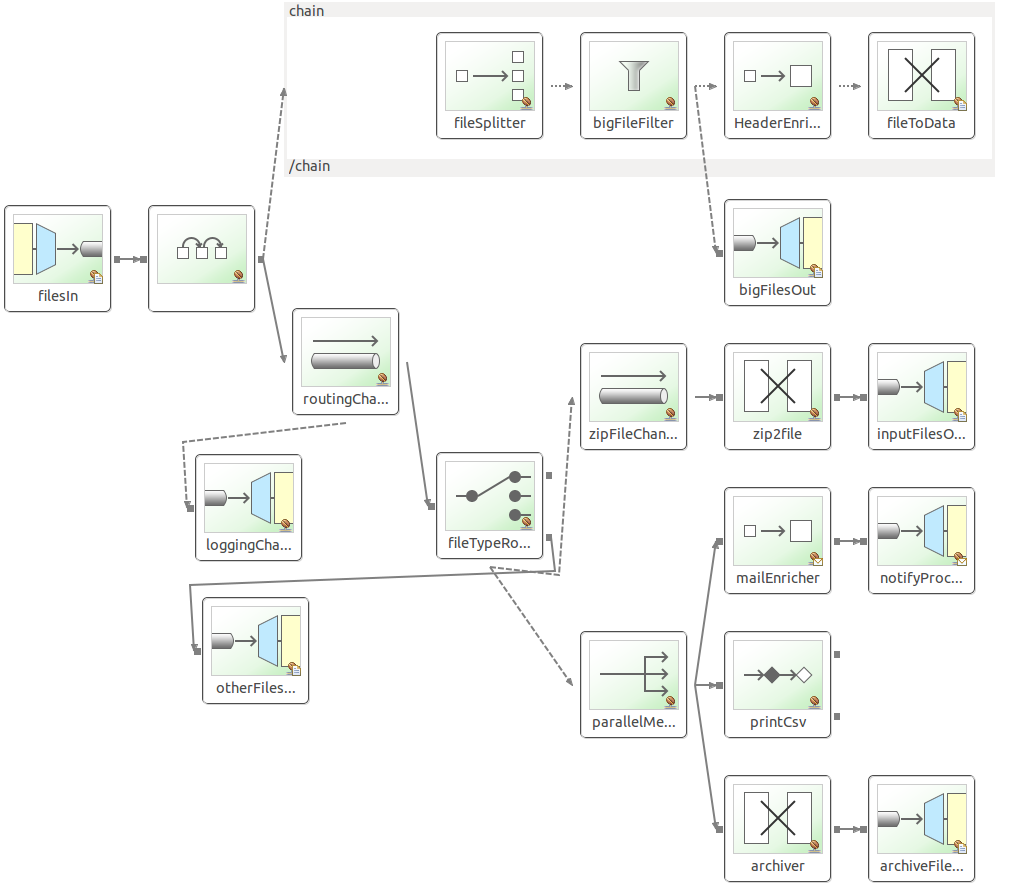 chain
fileSplitter
bigFileFilter
HeaderEnri...
fileToData
/chain
filesIn
bigFilesOut
routingCha...
zipFileChan...
zip2file
inputFilesO...
loggingCha...
fileTypeRo...
mailEnricher
notifyProc...
otherFiles...
parallelMe...
printCsv
archiver
archiveFile...